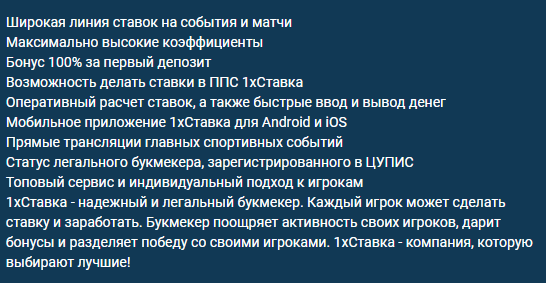 Широкая линия ставок на события и матчи
Максимально высокие коэффициенты
Бонус 100% за первый депозит
Возможность делать ставки в ППС 1хСтавка
Оперативный расчет ставок, а также быстрые ввод и вывод денег
Мобильное приложение 1хСтавка для Android и iOS
Прямые трансляции главных спортивных событий
Статус легального букмекера, зарегистрированного в ЦУПИС
Топовый сервис и индивидуальный подход к игрокам
1хСтавка - надежный и легальный букмекер. Каждый игрок может сделать
ставку и заработать. Букмекер поощряет активность своих игроков, дарит
бонусы и разделяет победу со своими игроками. 1хСтавка - компания, которую
выбирают лучшие!